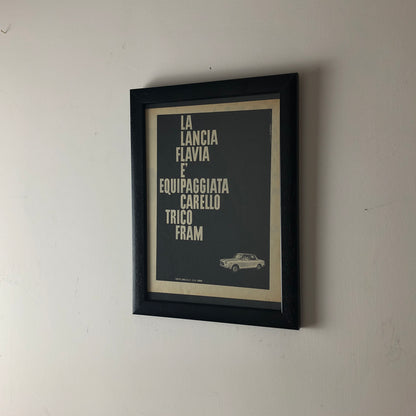 LA
LANCIA
FLAVIA
E'
EQUIPAGGIATA
CARELLO
TRICO
FRAM